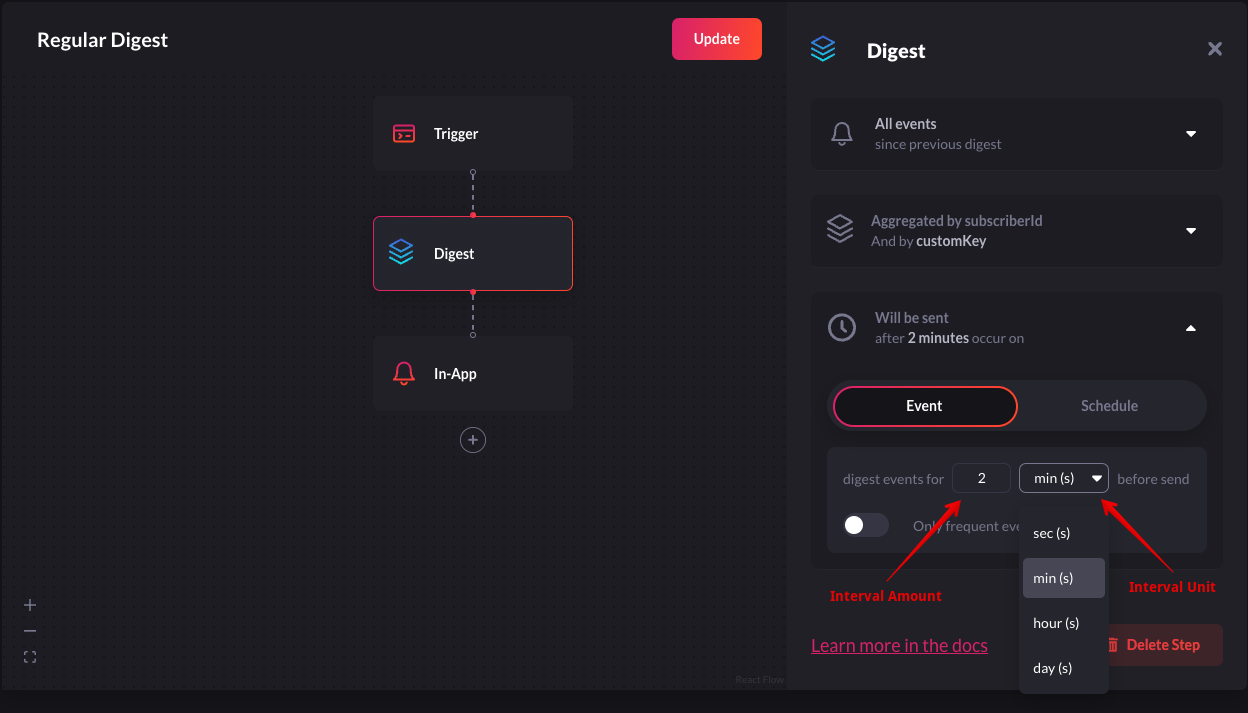 Regular Digest
Update
Trigger
Digest
In-App
React Flow
Digest
All events
since previous digest
Aggregated by subscriberId
And by customKey
Will be sent
after 2 minutes occur on
Event
Schedule
digest events for 2 min (s) before send
Only frequent eve
sec (s)
min (s)
hour (s)
day (s)
Interval Amount
Interval Unit
Learn more in the docs
Delete Step